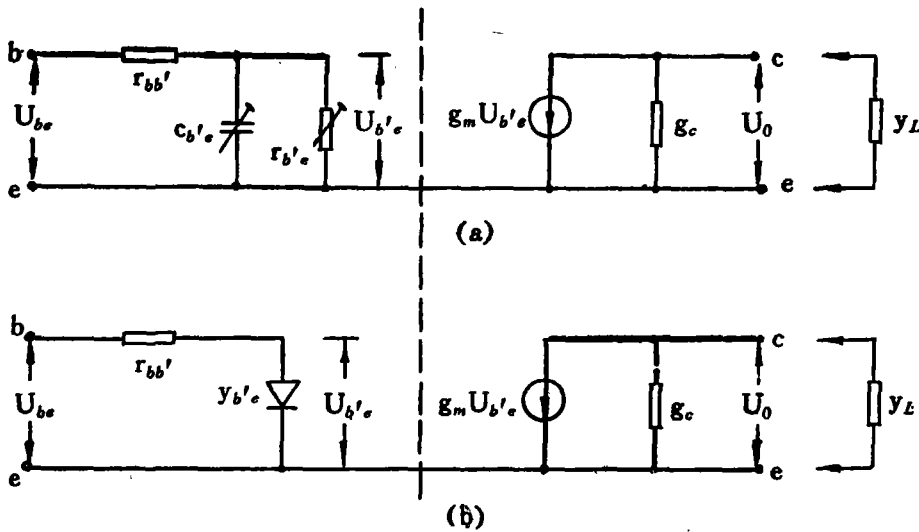 b
r_bb'
c
U_be
c_b'e
r_b'e
U_b'e
g_m U_b'e
g_c
U_0
y_L
e
e
(a)
b
r_bb'
c
U_be
y_b'e
U_b'e
g_m U_b'e
g_c
U_0
y_L
e
e
(b)